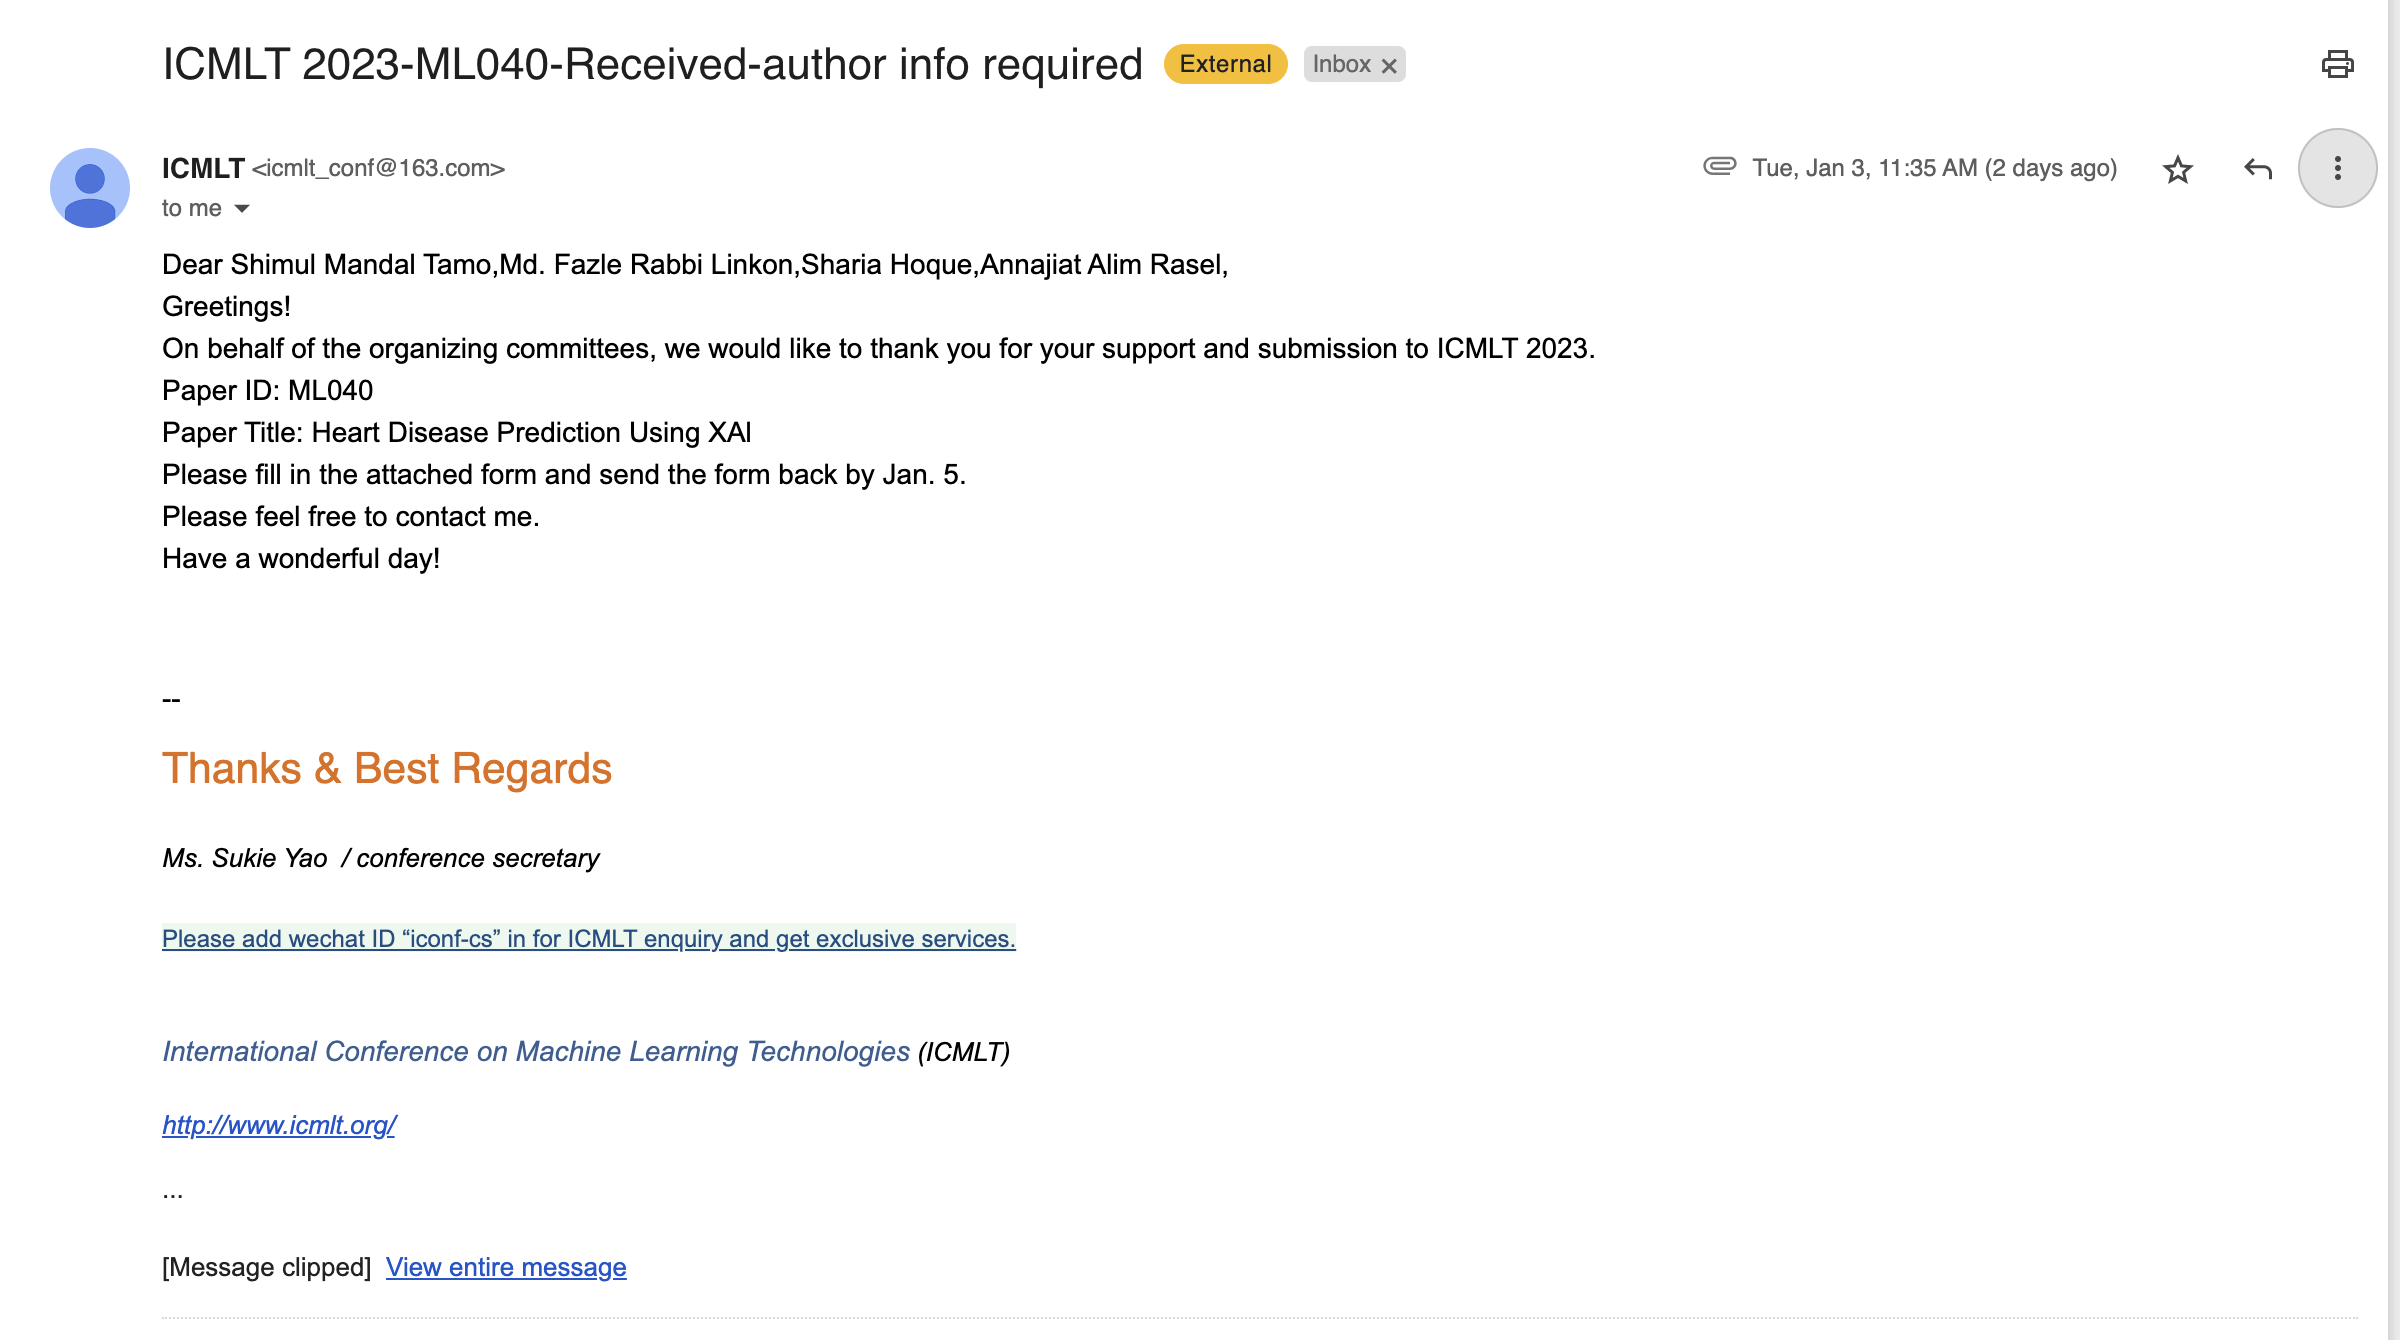 ICMLT 2023-ML040-Received-author info required External Inbox ×
ICMLT <icmlt_conf@163.com> Tue, Jan 3, 11:35 AM (2 days ago)
to me
Dear Shimul Mandal Tamo,Md. Fazle Rabbi Linkon,Sharia Hoque,Annajiat Alim Rasel,
Greetings!
On behalf of the organizing committees, we would like to thank you for your support and submission to ICMLT 2023.
Paper ID: ML040
Paper Title: Heart Disease Prediction Using XAI
Please fill in the attached form and send the form back by Jan. 5.
Please feel free to contact me.
Have a wonderful day!
--
Thanks & Best Regards
Ms. Sukie Yao / conference secretary
Please add wechat ID “iconf-cs” in for ICMLT enquiry and get exclusive services.
International Conference on Machine Learning Technologies (ICMLT)
http://www.icmlt.org/
...
[Message clipped] View entire message